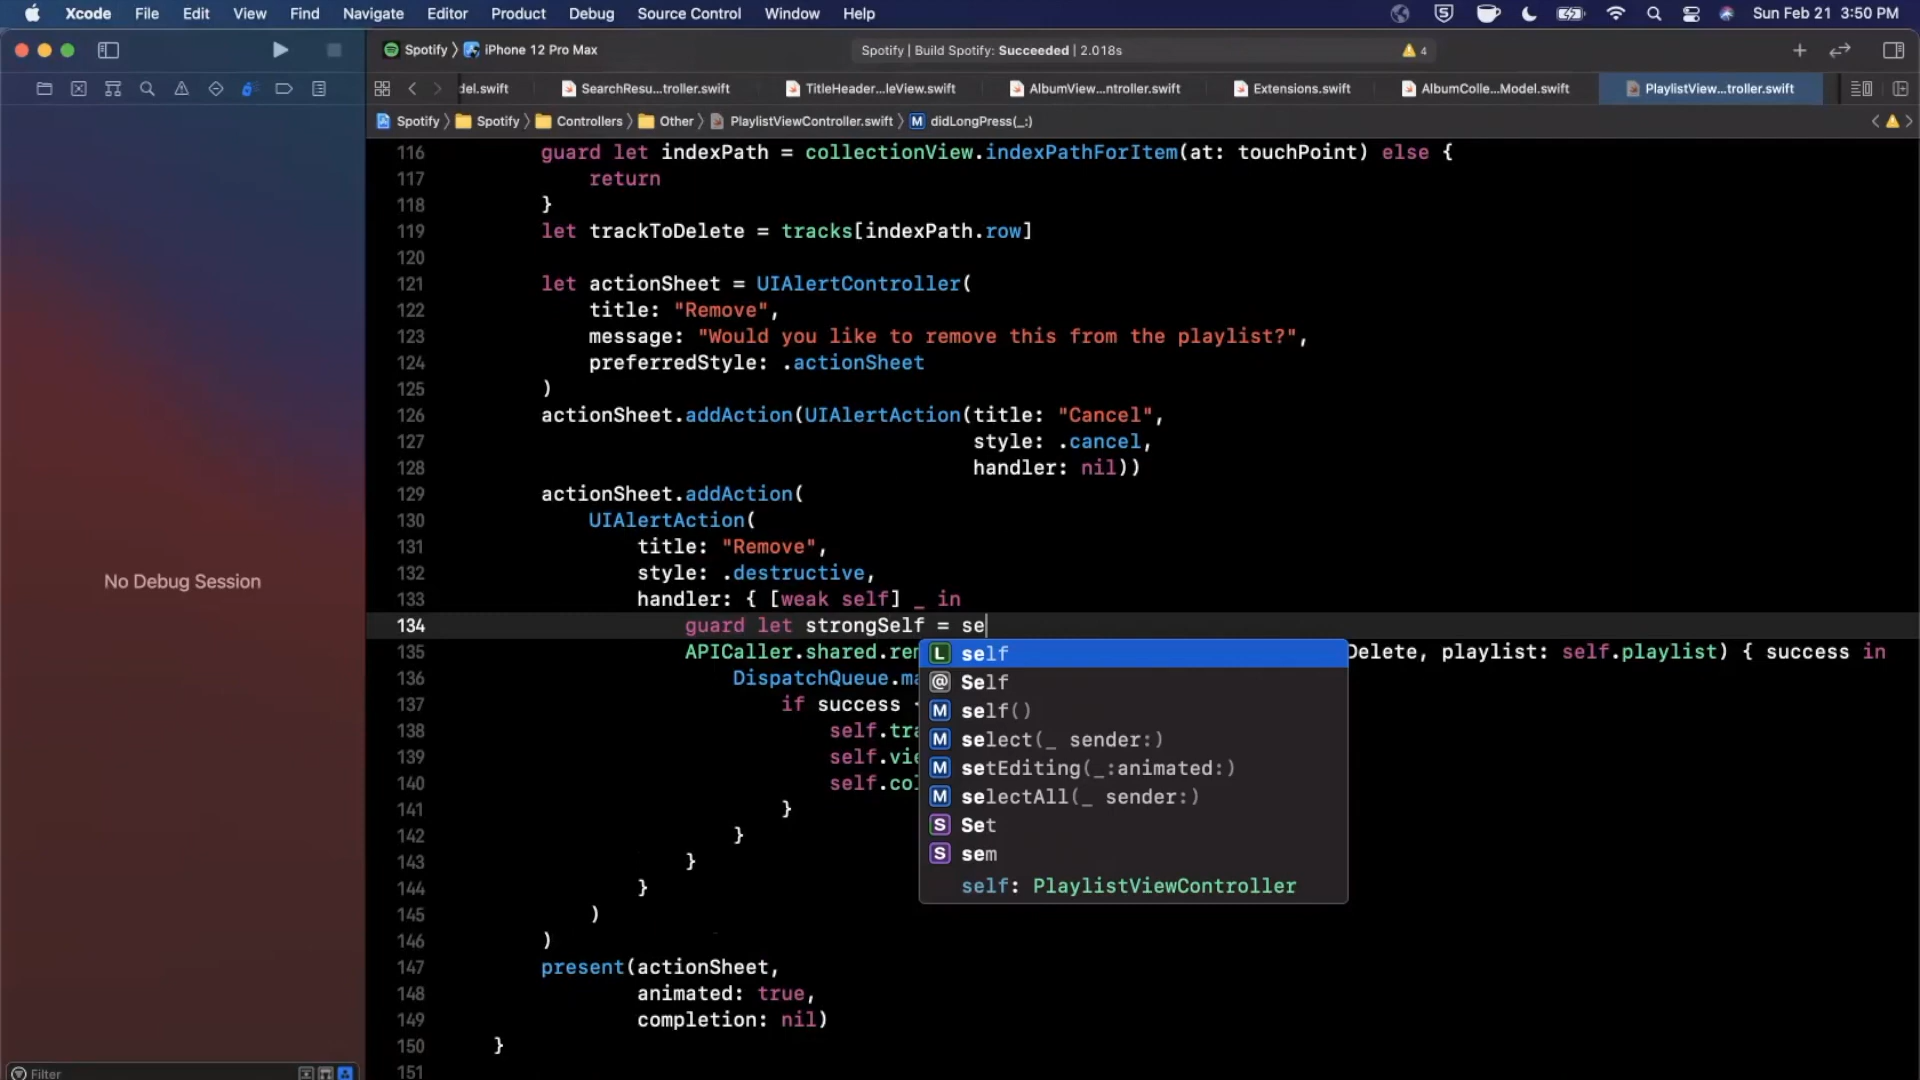 Xcode File Edit View Find Navigate Editor Product Debug Source Control Window Help Sun Feb 21 3:50 PM
Spotify 〉 iPhone 12 Pro Max Spotify | Build Spotify: Succeeded | 2.018s 4
del.swift SearchResu...troller.swift TitleHeader...leView.swift AlbumView...ntroller.swift Extensions.swift AlbumColle...Model.swift PlaylistView...troller.swift
Spotify 〉 Spotify 〉 Controllers 〉 Other 〉 PlaylistViewController.swift 〉 M didLongPress(_:)
116 guard let indexPath = collectionView.indexPathForItem(at: touchPoint) else {
117 return
118 }
119 let trackToDelete = tracks[indexPath.row]
120
121 let actionSheet = UIAlertController(
122 title: "Remove",
123 message: "Would you like to remove this from the playlist?",
124 preferredStyle: .actionSheet
125 )
126 actionSheet.addAction(UIAlertAction(title: "Cancel",
127 style: .cancel,
128 handler: nil))
129 actionSheet.addAction(
130 UIAlertAction(
131 title: "Remove",
132 style: .destructive,
133 handler: { [weak self] _ in
134 guard let strongSelf = se
135 APICaller.shared.rem Delete, playlist: self.playlist) { success in
136 DispatchQueue.ma
137 if success
138 self.tra
139 self.vie
140 self.col
141 }
142 }
143 }
144 }
145 )
146 )
147 present(actionSheet,
148 animated: true,
149 completion: nil)
150 }
151
L self
@ Self
M self()
M select(_ sender:)
M setEditing(_:animated:)
M selectAll(_ sender:)
S Set
S sem
self: PlaylistViewController
No Debug Session
Filter